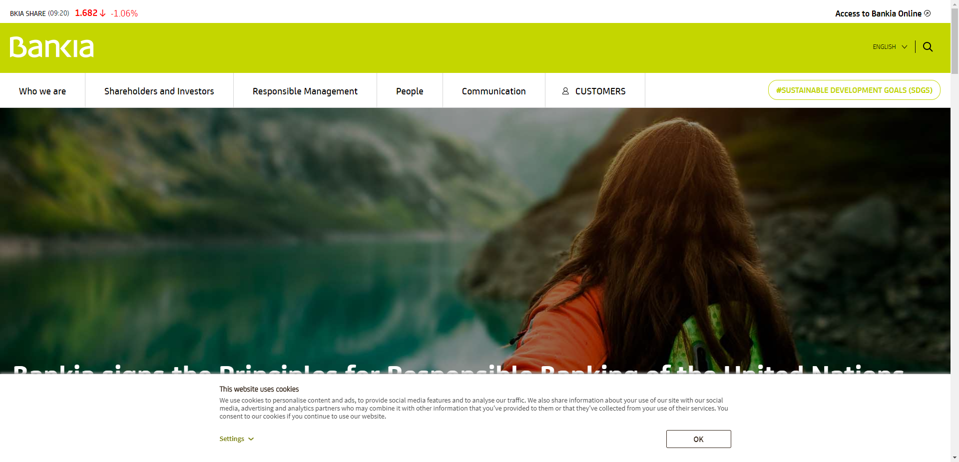 BKIA SHARE (09:20) 1.682 -1.06% Access to Bankia Online
Bankia ENGLISH
Who we are Shareholders and Investors Responsible Management People Communication CUSTOMERS #SUSTAINABLE DEVELOPMENT GOALS (SDGS)
Bankia signs the Principles for Responsible Banking of the United Nations
This website uses cookies
We use cookies to personalise content and ads, to provide social media features and to analyse our traffic. We also share information about your use of our site with our social
media, advertising and analytics partners who may combine it with other information that you've provided to them or that they've collected from your use of their services. You
consent to our cookies if you continue to use our website.
Settings OK